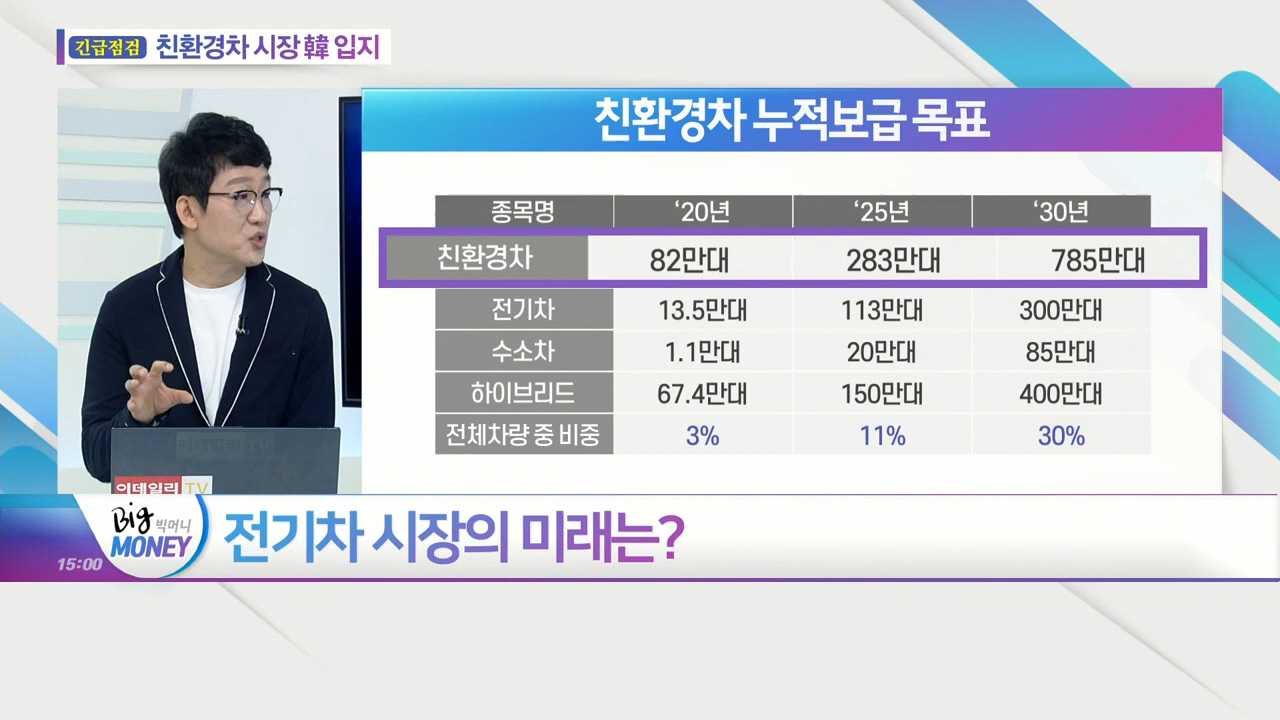 긴급점검 친환경차 시장 韓 입지
친환경차 누적보급 목표
종목명 ‘20년 ‘25년 ‘30년
친환경차 82만대 283만대 785만대
전기차 13.5만대 113만대 300만대
수소차 1.1만대 20만대 85만대
하이브리드 67.4만대 150만대 400만대
전체차량 중 비중 3% 11% 30%
이데일리 TV
이데일리 TV
Big 빅머니
MONEY
전기차 시장의 미래는?
15:00